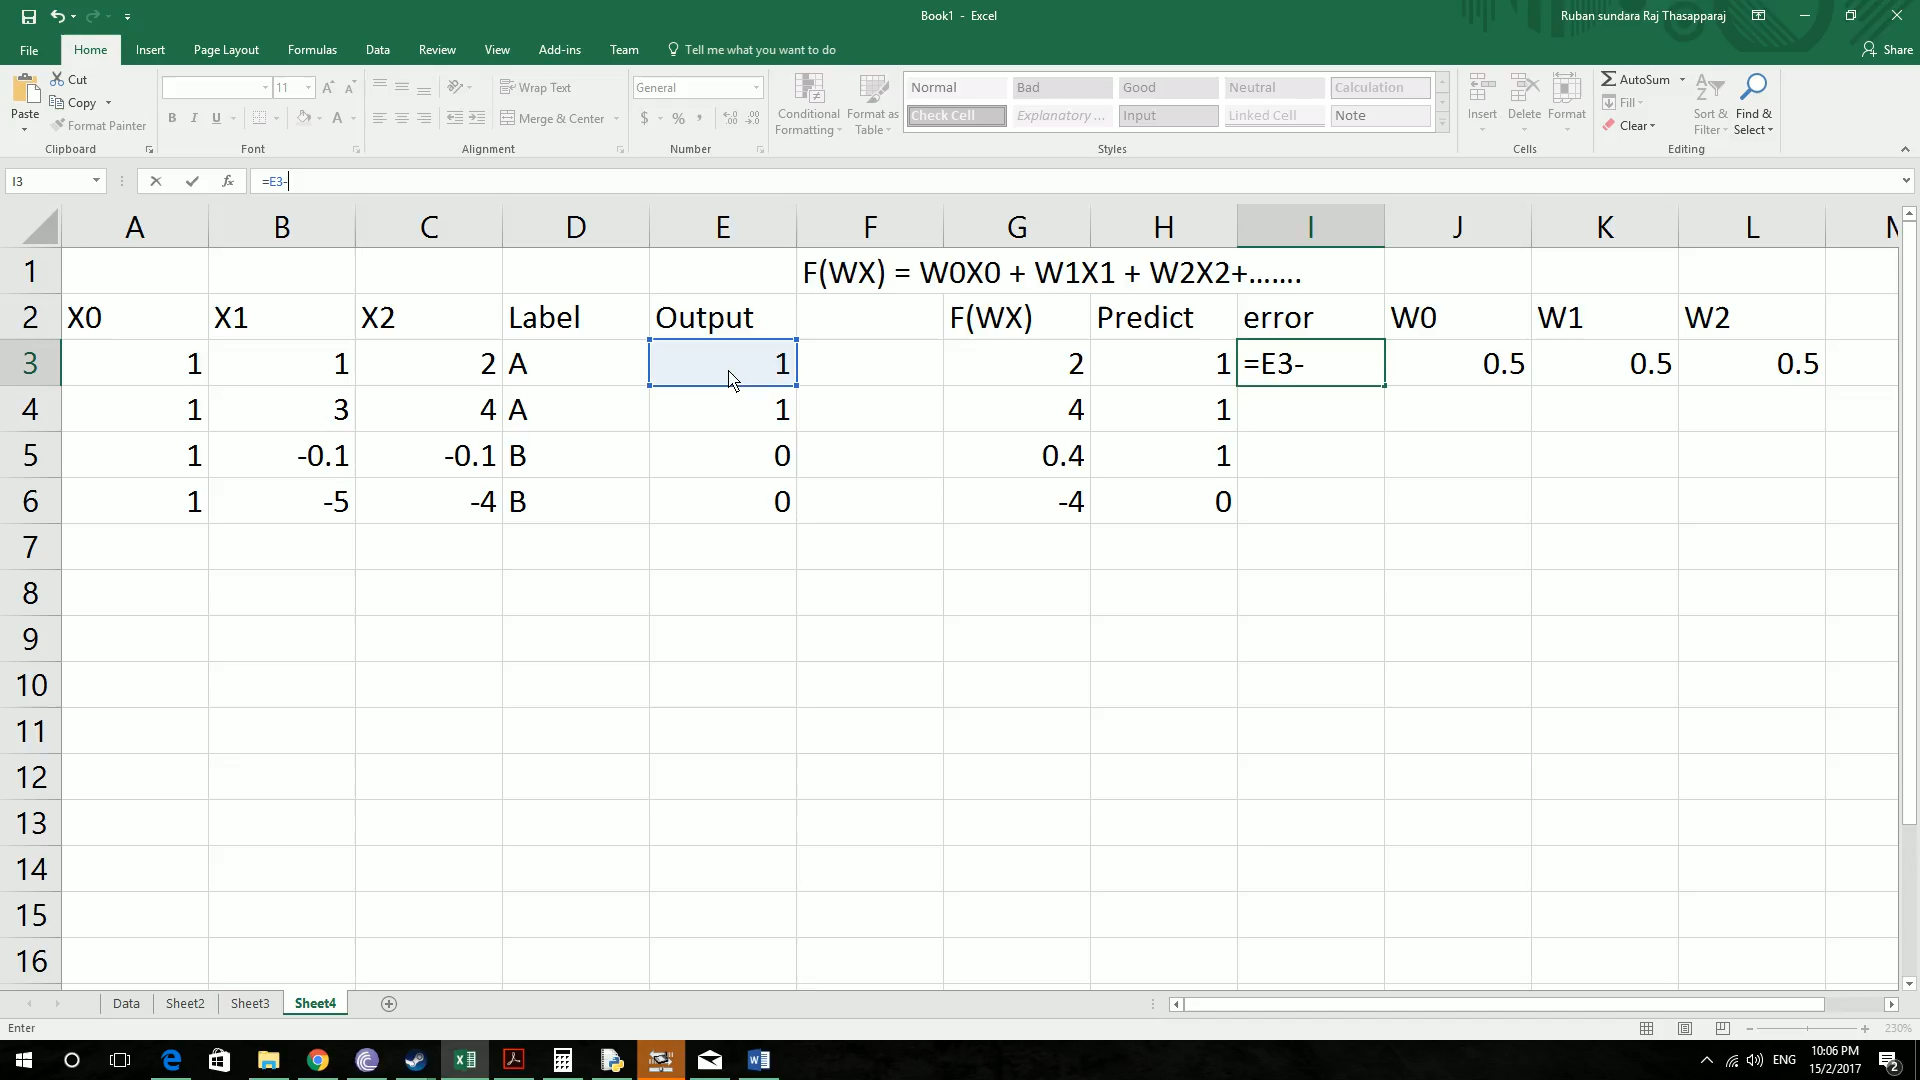 Book1 - Excel
Ruban sundara Raj Thasapparaj
File Home Insert Page Layout Formulas Data Review View Add-ins Team Tell me what you want to do Share
Paste Cut Copy Format Painter
Clipboard
11
B I U A
Font
Wrap Text
Merge & Center
Alignment
General
$ % ,
Number
Conditional Formatting
Format as Table
Normal Bad Good Neutral Calculation
Check Cell Explanatory ... Input Linked Cell Note
Styles
Insert Delete Format
Cells
AutoSum
Fill
Clear
Sort & Filter
Find & Select
Editing
I3 fx =E3-
A B C D E F G H I J K L
1 F(WX) = W0X0 + W1X1 + W2X2+.......
2 X0 X1 X2 Label Output F(WX) Predict error W0 W1 W2
3 1 1 2 A 1 2 1 =E3- 0.5 0.5 0.5
4 1 3 4 A 1 4 1
5 1 -0.1 -0.1 B 0 0.4 1
6 1 -5 -4 B 0 -4 0
7
8
9
10
11
12
13
14
15
16
Data Sheet2 Sheet3 Sheet4
Enter 230%
ENG
10:06 PM
15/2/2017
2